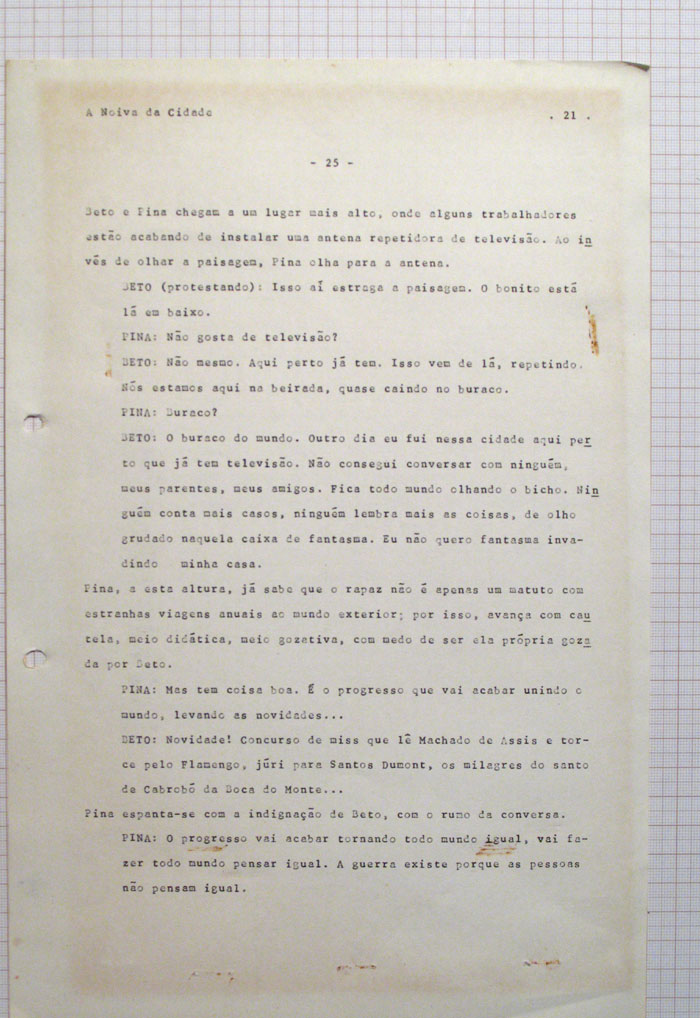 A Noiva da Cidade
. 21 .
- 25 -
Beto e Pina chegam a um lugar mais alto, onde alguns trabalhadores
estão acabando de instalar uma antena repetidora de televisão. Ao in
vés de olhar a paisagem, Pina olha para a antena.
BETO (protestando): Isso aí estraga a paisagem. O bonito está
lá em baixo.
PINA: Não gosta de televisão?
BETO: Não mesmo. Aqui perto já tem. Isso vem de lá, repetindo.
Nós estamos aqui na beirada, quase caindo no buraco.
PINA: Buraco?
BETO: O buraco do mundo. Outro dia eu fui nessa cidade aqui per
to que já tem televisão. Não consegui conversar com ninguém,
meus parentes, meus amigos. Fica todo mundo olhando o bicho. Nin
guém conta mais casos, ninguém lembra mais as coisas, de olho
grudado naquela caixa de fantasma. Eu não quero fantasma inva-
dindo minha casa.
Pina, a esta altura, já sabe que o rapaz não é apenas um matuto com
estranhas viagens anuais ao mundo exterior; por isso, avança com cau
tela, meio didática, meio gozativa, com medo de ser ela própria goza
da por Beto.
PINA: Mas tem coisa boa. É o progresso que vai acabar unindo o
mundo, levando as novidades...
BETO: Novidade! Concurso de miss que lê Machado de Assis e tor-
ce pelo Flamengo, júri para Santos Dumont, os milagres do santo
de Cabrobó da Boca do Monte...
Pina espanta-se com a indignação de Beto, com o rumo da conversa.
PINA: O progresso vai acabar tornando todo mundo igual, vai fa-
zer todo mundo pensar igual. A guerra existe porque as pessoas
não pensam igual.